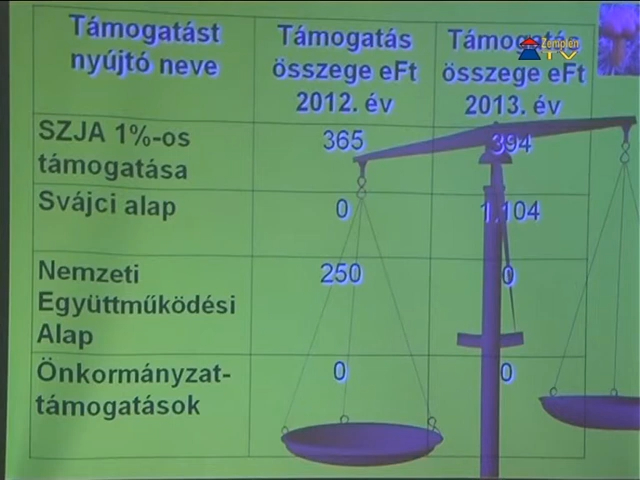 Támogatást
nyújtó neve
Támogatás
összege eFt
2012. év
Támogatás
összege eFt
2013. év
Zemplén
TV
SZJA 1%-os
támogatása
365
394
Svájci alap
0
1.104
Nemzeti
Együttműködési
Alap
250
0
Önkormányzat-
támogatások
0
0